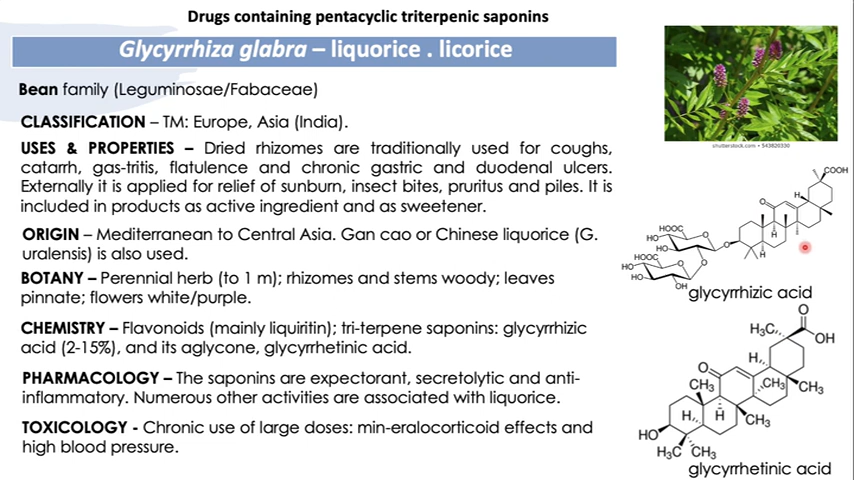 Drugs containing pentacyclic triterpenic saponins
Glycyrrhiza glabra – liquorice . licorice
Bean family (Leguminosae/Fabaceae)
CLASSIFICATION – TM: Europe, Asia (India).
USES & PROPERTIES – Dried rhizomes are traditionally used for coughs,
catarrh, gas-tritis, flatulence and chronic gastric and duodenal ulcers.
Externally it is applied for relief of sunburn, insect bites, pruritus and piles. It is
included in products as active ingredient and as sweetener.
ORIGIN – Mediterranean to Central Asia. Gan cao or Chinese liquorice (G.
uralensis) is also used.
BOTANY – Perennial herb (to 1 m); rhizomes and stems woody; leaves
pinnate; flowers white/purple.
CHEMISTRY – Flavonoids (mainly liquiritin); tri-terpene saponins: glycyrrhizic
acid (2-15%), and its aglycone, glycyrrhetinic acid.
PHARMACOLOGY – The saponins are expectorant, secretolytic and anti-
inflammatory. Numerous other activities are associated with liquorice.
TOXICOLOGY - Chronic use of large doses: min-eralocorticoid effects and
high blood pressure.
shutterstock.com • 543820330
COOH
O
H
HOOC
O
HO
O
H
HO
O
H
HOOC
O
HO
HO
OH
glycyrrhizic acid
O
H₃C
OH
H
O
CH₃
CH₃
CH₃
H
H
CH₃
HO
H₃C CH₃
glycyrrhetinic acid